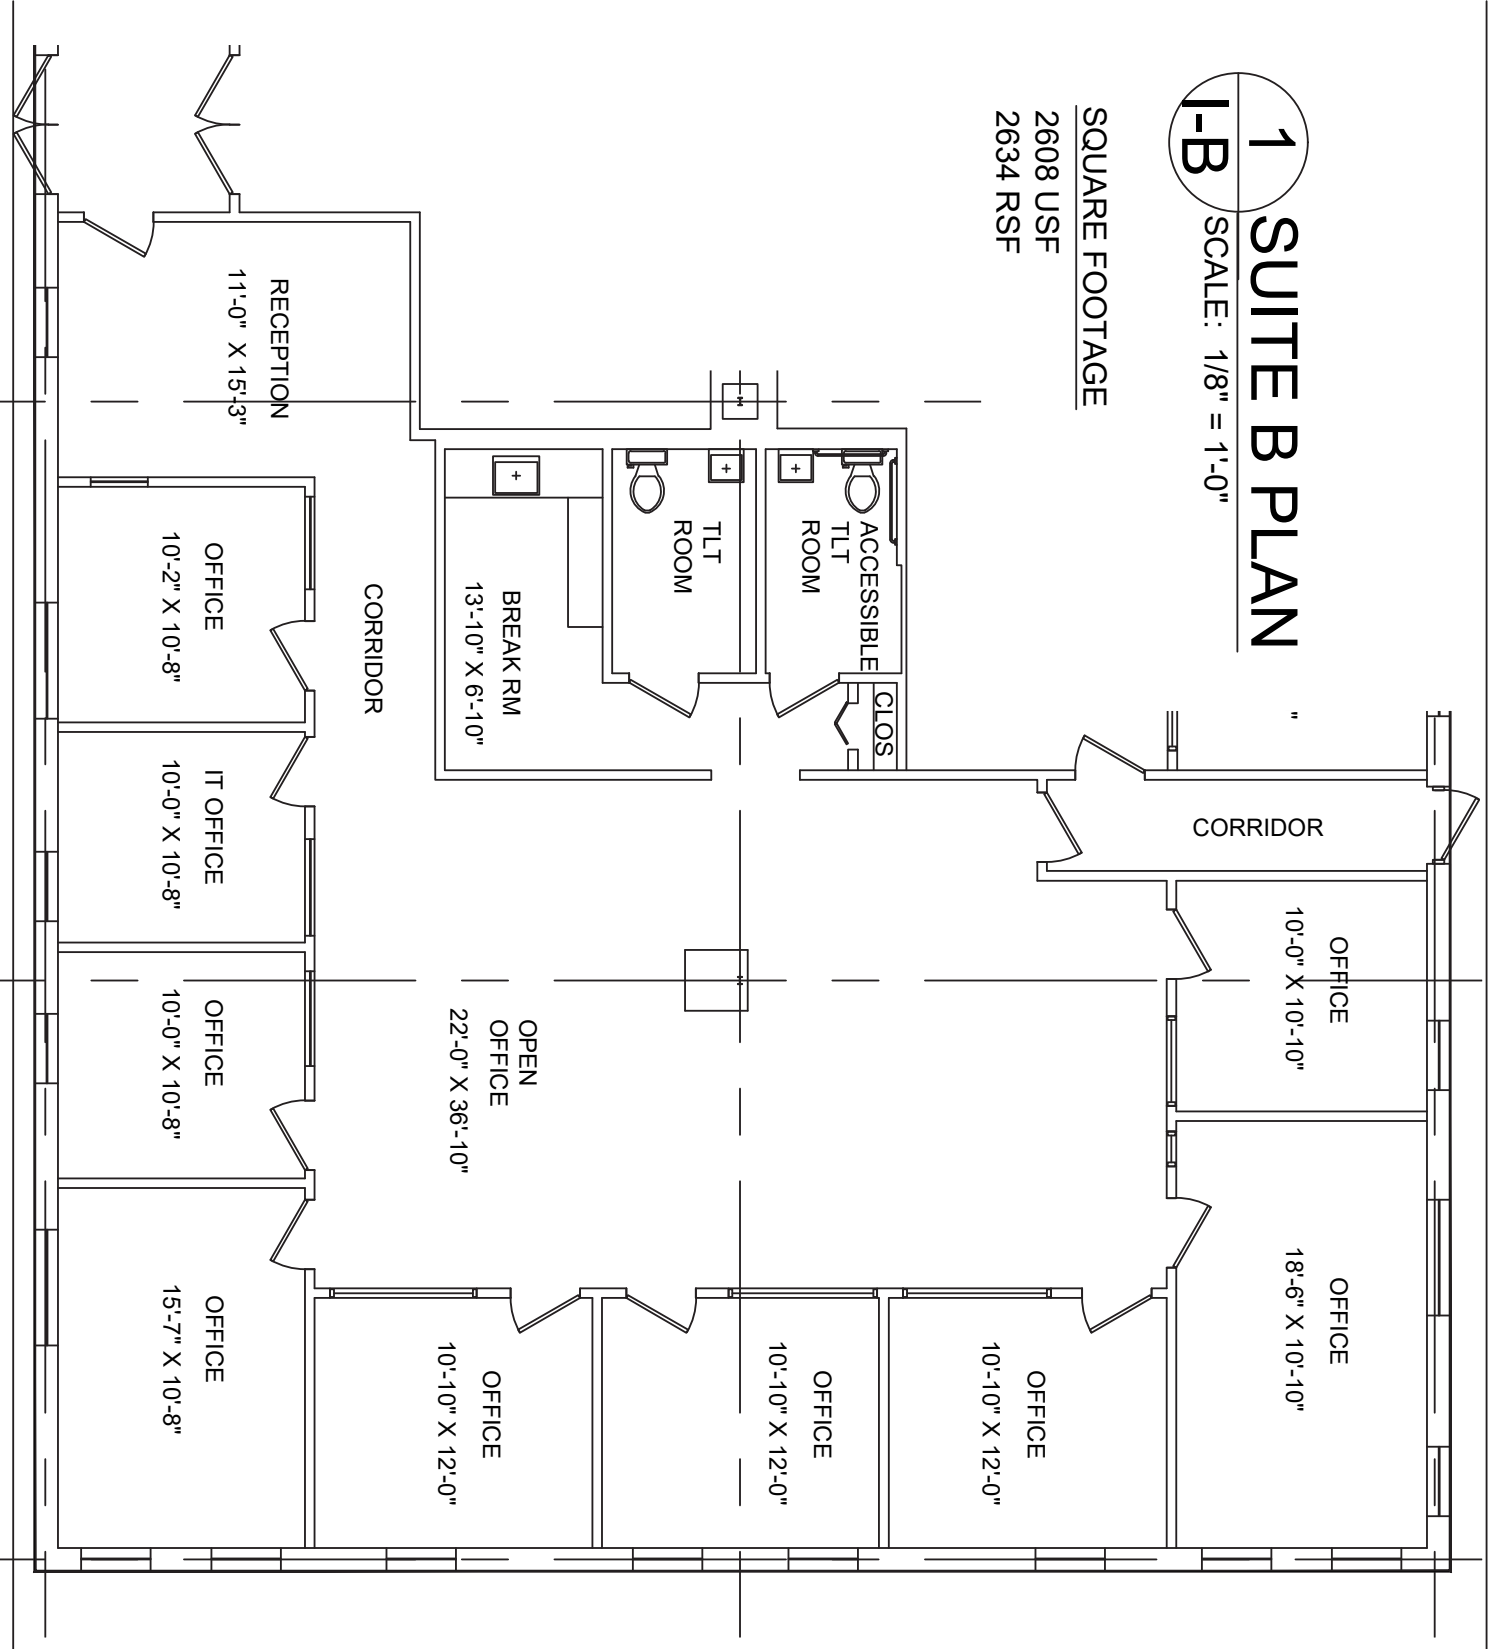 1
I-B
SUITE B PLAN
SCALE: 1/8" = 1'-0"
SQUARE FOOTAGE
2608 USF
2634 RSF
"
CORRIDOR
OFFICE
10'-0" X 10'-10"
OFFICE
18'-6" X 10'-10"
ACCESSIBLE
TLT
ROOM
CLOS
TLT
ROOM
BREAK RM
13'-10" X 6'-10"
OPEN
OFFICE
22'-0" X 36'-10"
OFFICE
10'-10" X 12'-0"
OFFICE
10'-10" X 12'-0"
OFFICE
10'-10" X 12'-0"
CORRIDOR
RECEPTION
11'-0" X 15'-3"
OFFICE
10'-2" X 10'-8"
IT OFFICE
10'-0" X 10'-8"
OFFICE
10'-0" X 10'-8"
OFFICE
15'-7" X 10'-8"